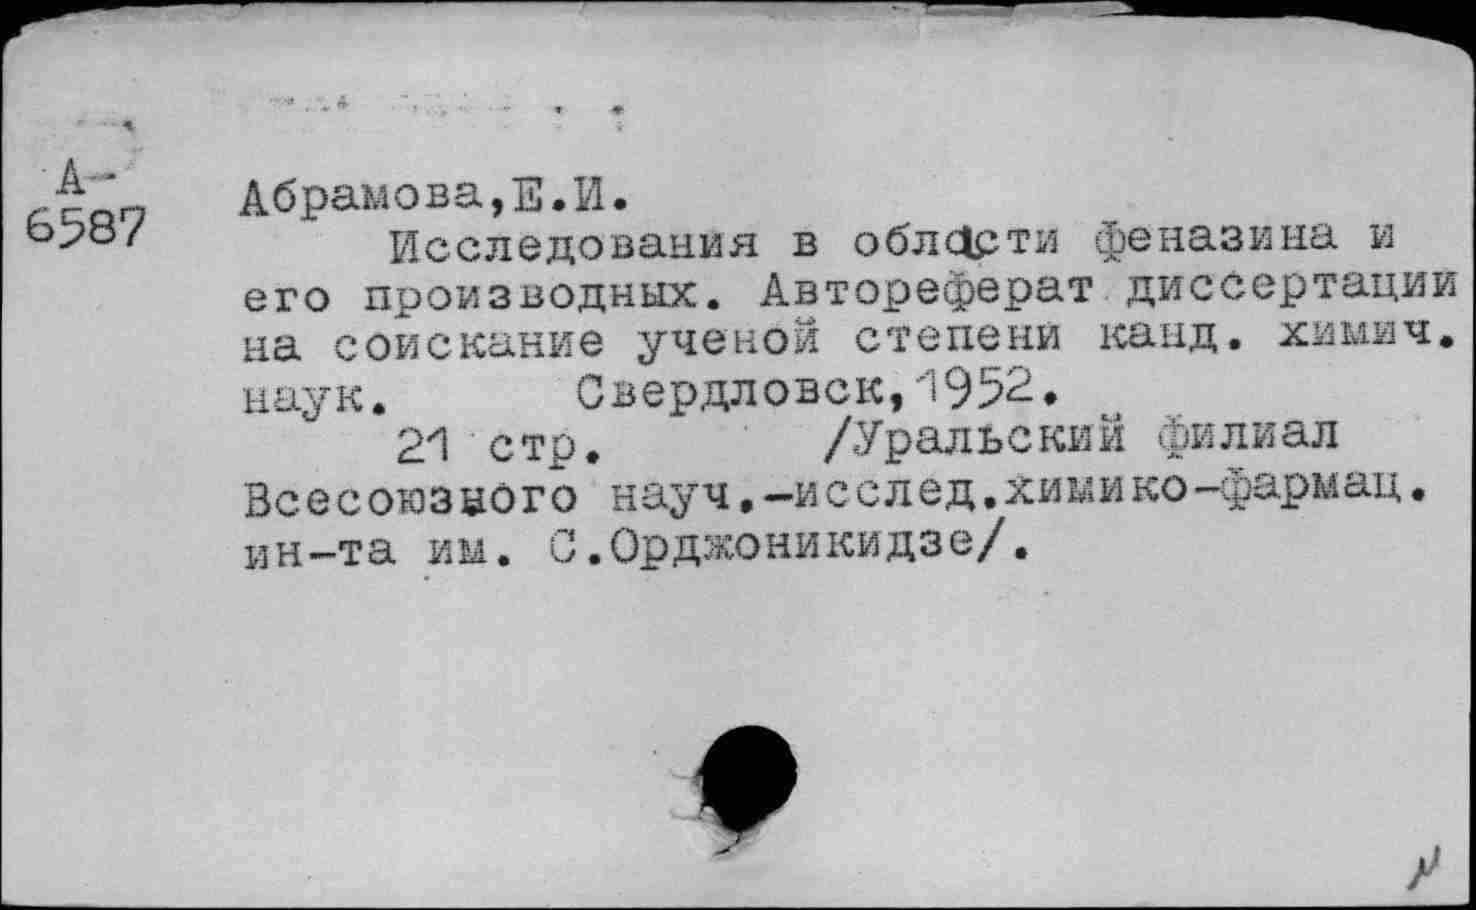 А-
6587
Абрамова,Е.И.
Исследования в области феназина и
его производных. Автореферат диссертации
на соискание ученой степени канд. химич.
наук. Свердловск,1952.
21 стр. /Уральский филиал
Всесоюзного науч.-исслед.химико-фармац.
ин-та им. С.Орджоникидзе/.